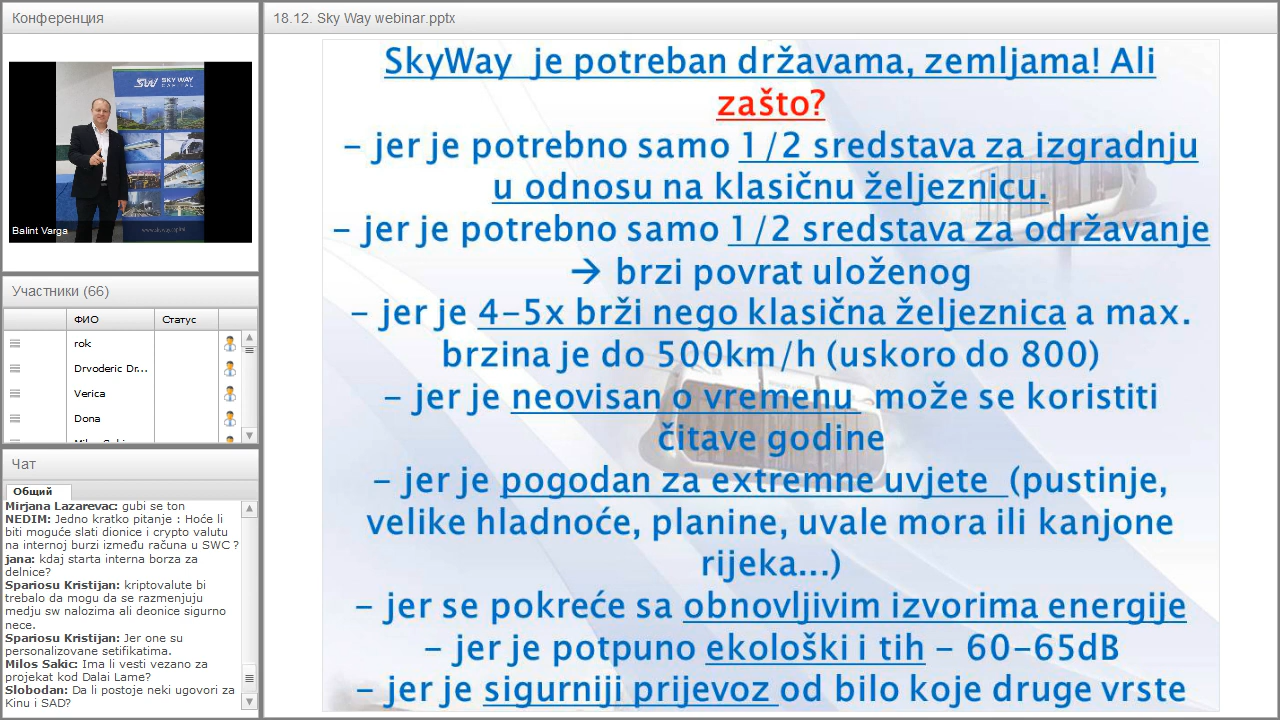 Конференция
SKY WAY
CAPITAL
Balint Varga
Участники (66)
ФИО Статус
rok
Drvoderic Dr...
Verica
Dona
Чат
Общий
Mirjana Lazarevac: gubi se ton
NEDIM: Jedno kratko pitanje : Hoće li
biti moguće slati dionice i crypto valutu
na internoj burzi između računa u SWC ?
jana: kdaj starta interna borza za
delnice?
Spariosu Kristijan: kriptovalute bi
trebalo da mogu da se razmenjuju
medju sw nalozima ali deonice sigurno
nece.
Spariosu Kristijan: Jer one su
personalizovane setifikatim.
Milos Sakic: Ima li vesti vezano za
projekat kod Dalai Lame?
Slobodan: Da li postoje neki ugovori za
Kinu i SAD?
18.12. Sky Way webinar.pptx
SkyWay je potreban državama, zemljama! Ali
zašto?
- jer je potrebno samo 1/2 sredstava za izgradnju
u odnosu na klasičnu željeznicu.
- jer je potrebno samo 1/2 sredstava za održavanje
→ brzi povrat uloženog
- jer je 4-5x brži nego klasična željeznica a max.
brzina je do 500km/h (uskoro do 800)
- jer je neovisan o vremenu može se koristiti
čitave godine
- jer je pogodan za extremne uvjete (pustinje,
velike hladnoće, planine, uvale mora ili kanjone
rijeka...)
- jer se pokreće sa obnovljivim izvorima energije
- jer je potpuno ekološki i tih - 60-65dB
- jer je sigurniji prijevoz od bilo koje druge vrste